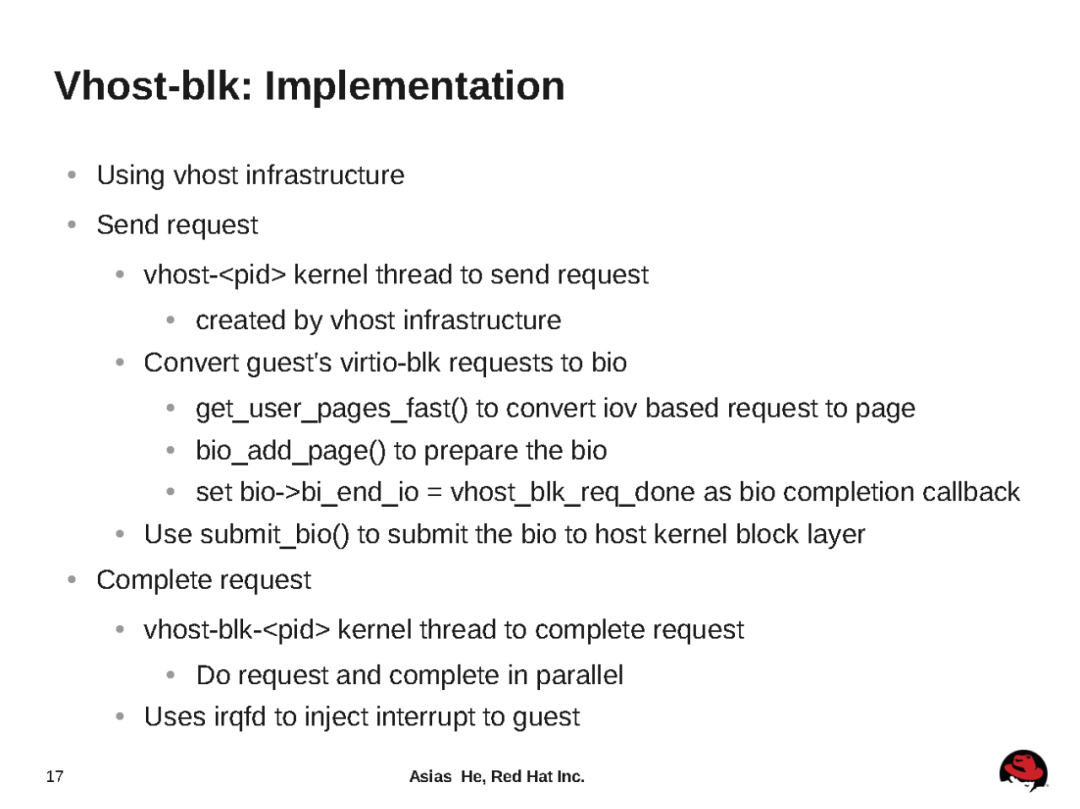 Vhost-blk: Implementation
Using vhost infrastructure
Send request
vhost-<pid> kernel thread to send request
created by vhost infrastructure
Convert guest's virtio-blk requests to bio
get_user_pages_fast() to convert iov based request to page
bio_add_page() to prepare the bio
set bio->bi_end_io = vhost_blk_req_done as bio completion callback
Use submit_bio() to submit the bio to host kernel block layer
Complete request
vhost-blk-<pid> kernel thread to complete request
Do request and complete in parallel
Uses irqfd to inject interrupt to guest
17
Asias He, Red Hat Inc.